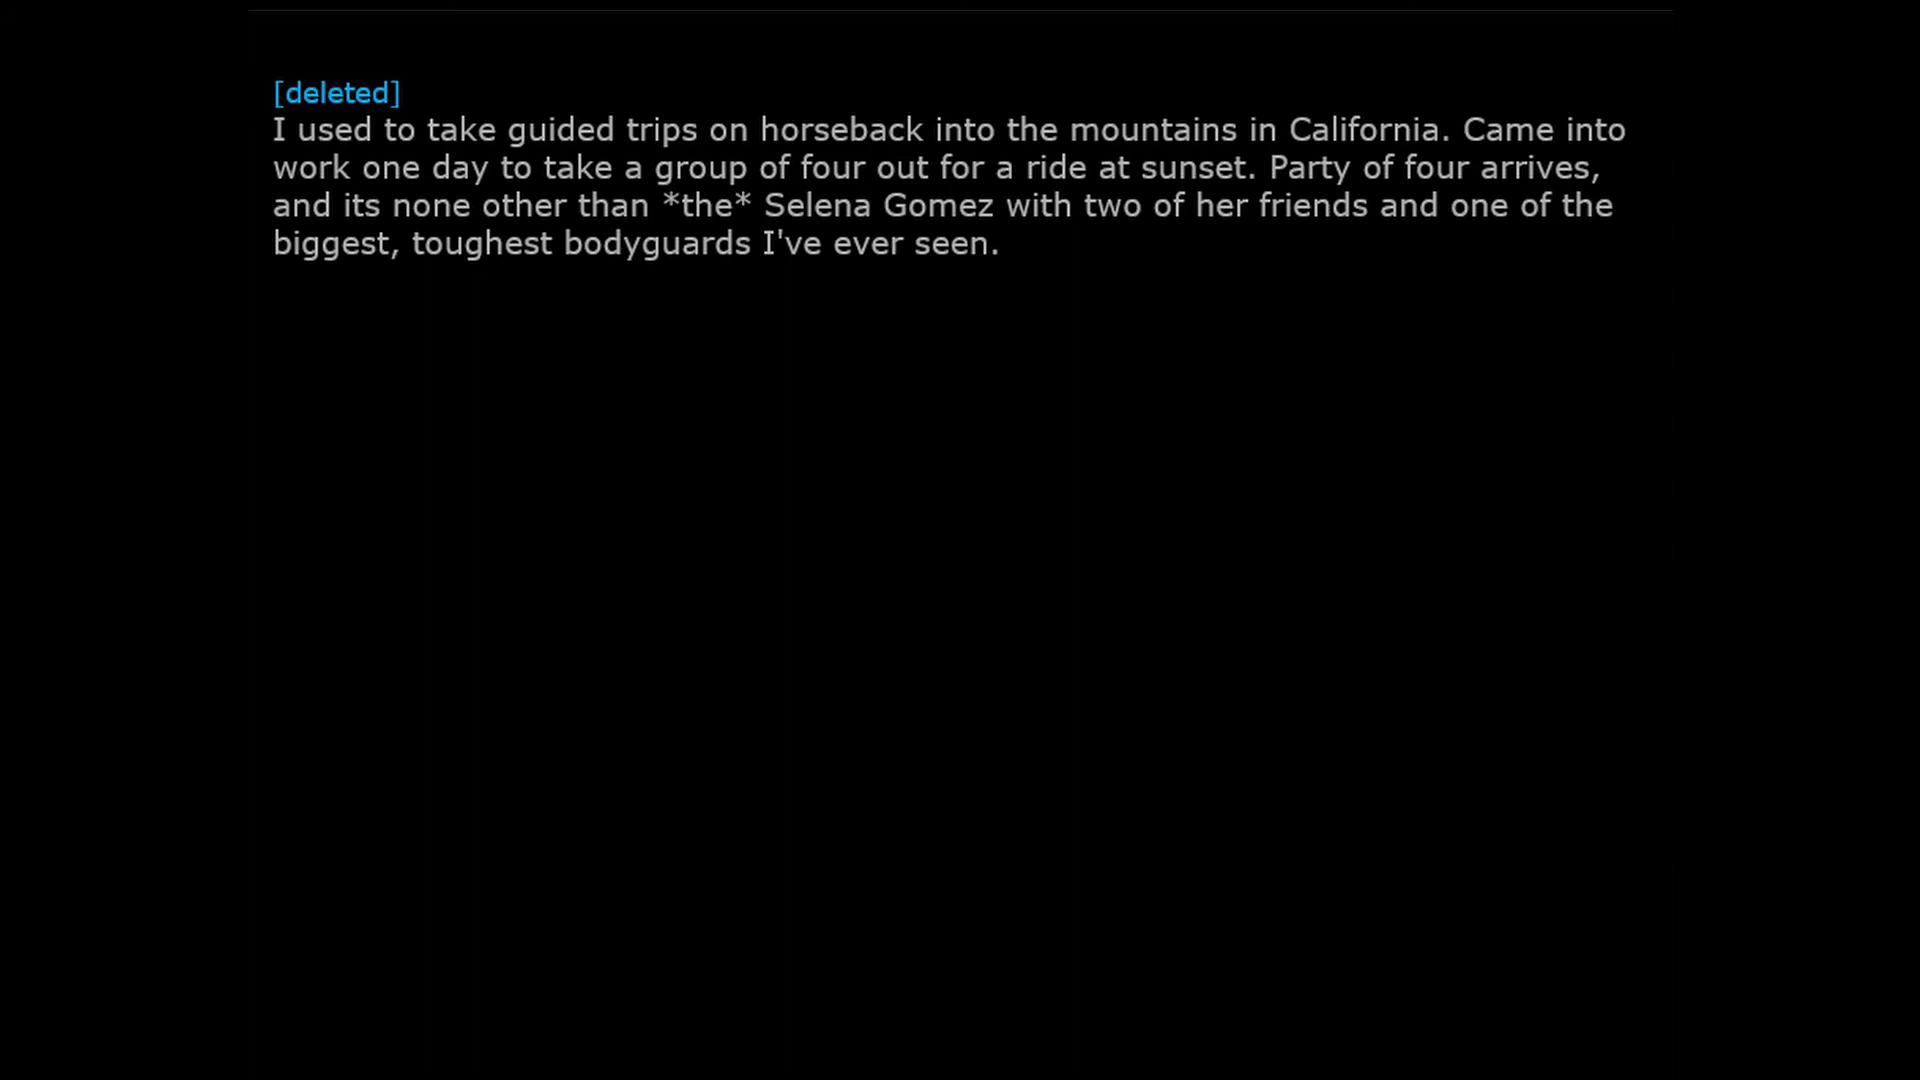 [deleted]
I used to take guided trips on horseback into the mountains in California. Came into
work one day to take a group of four out for a ride at sunset. Party of four arrives,
and its none other than *the* Selena Gomez with two of her friends and one of the
biggest, toughest bodyguards I've ever seen.